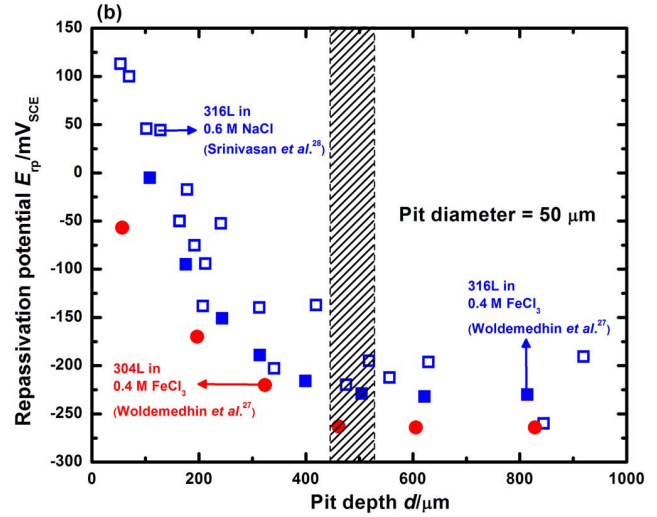 (b)
150
100
50
0
-50
-100
-150
-200
-250
-300
Repassivation potential E_rp/mV_SCE
316L in
0.6 M NaCl
(Srinivasan et al.²⁸)
Pit diameter = 50 μm
316L in
0.4 M FeCl₃
(Woldemedhin et al.²⁷)
304L in
0.4 M FeCl₃
(Woldemedhin et al.²⁷)
0 200 400 600 800 1000
Pit depth d/μm